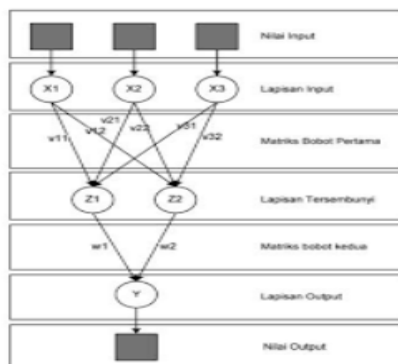 Nilai Input
X1 X2 X3 Lapisan Input
v11 v12 v21 v22 v31 v32 Matriks Bobot Pertama
Z1 Z2 Lapisan Tersembunyi
w1 w2 Matriks bobot kedua
Y Lapisan Output
Nilai Output